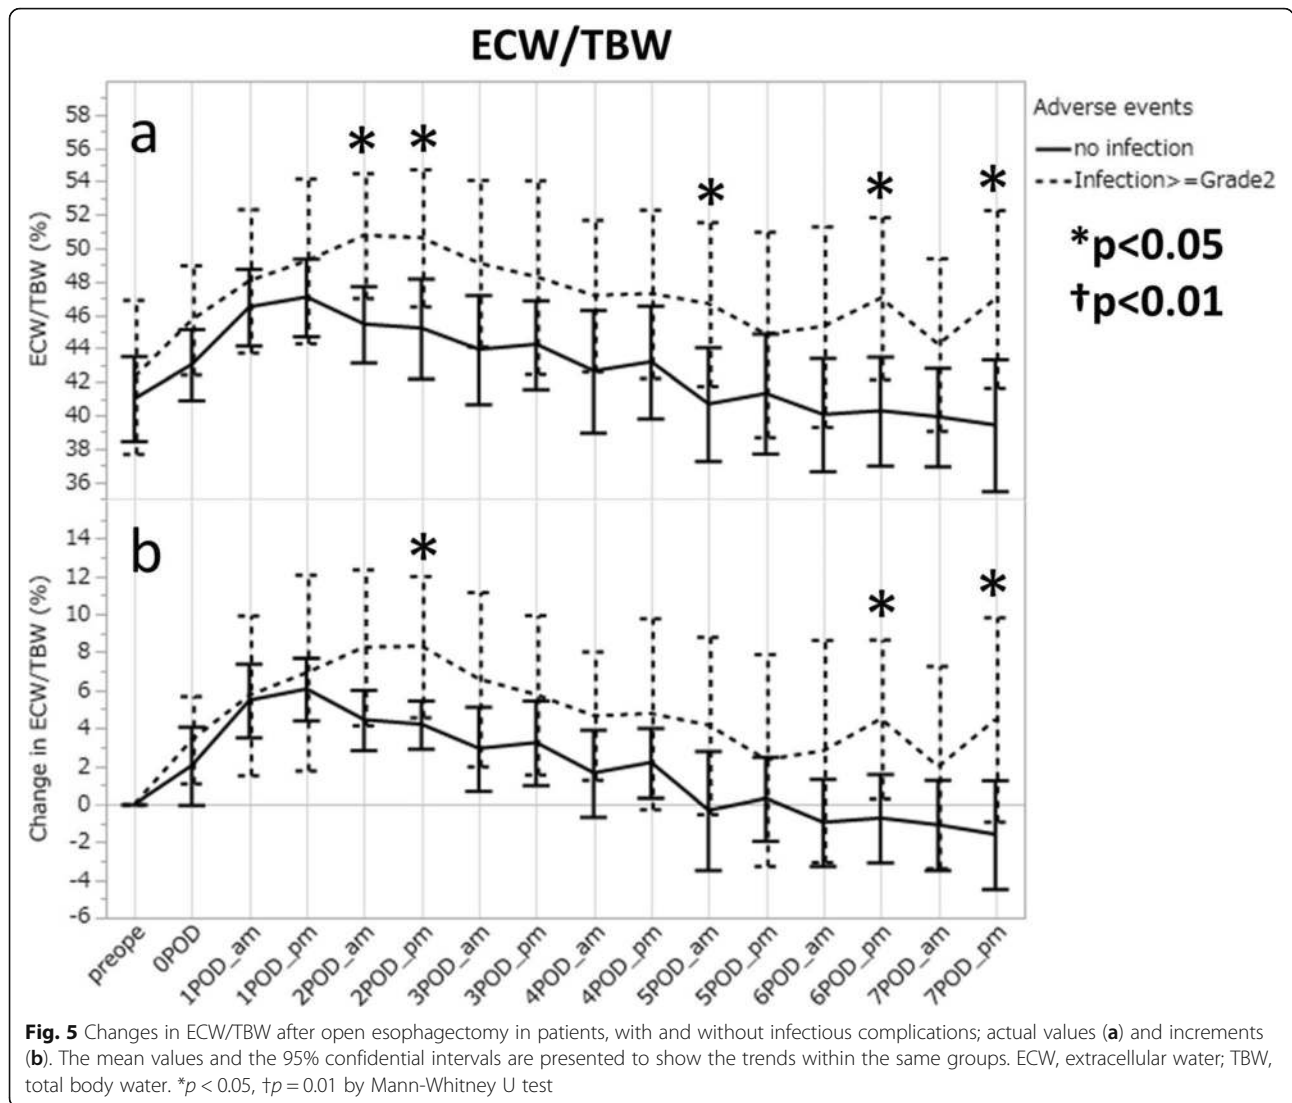 ECW/TBW
a
* * * * *
ECW/TBW (%)
58
56
54
52
50
48
46
44
42
40
38
36
Adverse events
no infection
Infection>=Grade2
*p<0.05
†p<0.01
b
* * *
Change in ECW/TBW (%)
14
12
10
8
6
4
2
0
-2
-4
-6
preope 0POD 1POD_am 1POD_pm 2POD_am 2POD_pm 3POD_am 3POD_pm 4POD_am 4POD_pm 5POD_am 5POD_pm 6POD_am 6POD_pm 7POD_am 7POD_pm
Fig. 5 Changes in ECW/TBW after open esophagectomy in patients, with and without infectious complications; actual values (a) and increments
(b). The mean values and the 95% confidential intervals are presented to show the trends within the same groups. ECW, extracellular water; TBW,
total body water. *p < 0.05, †p = 0.01 by Mann-Whitney U test